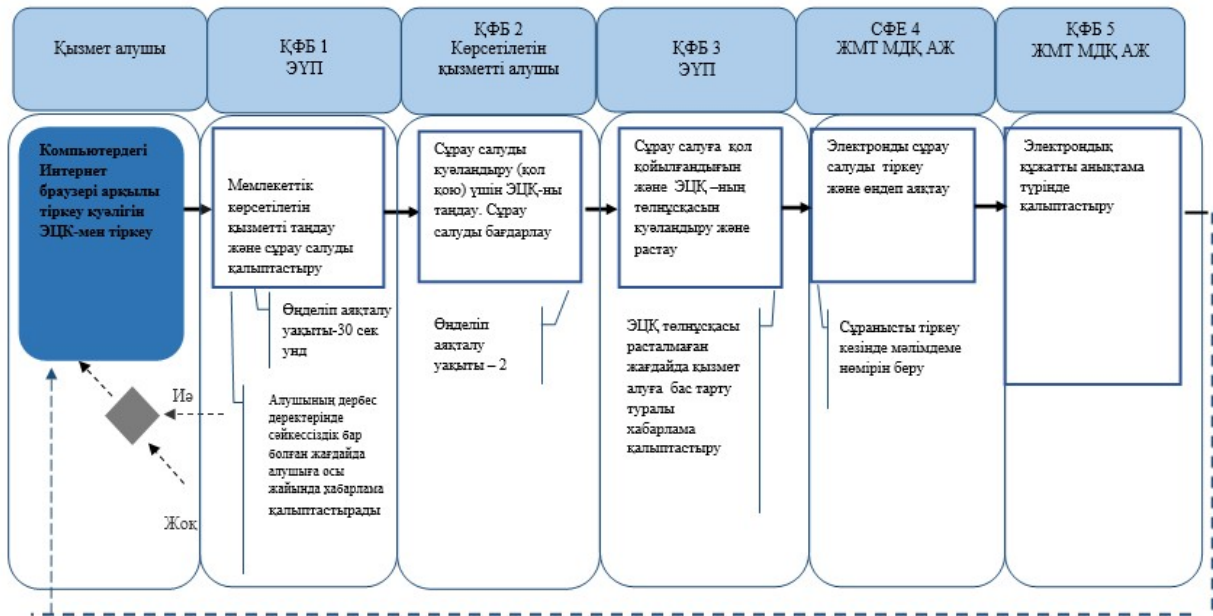 Қызмет алушы
ҚФБ 1
ЭҮП
ҚФБ 2
Көрсетілетін
қызметті алушы
ҚФБ 3
ЭҮП
СФЕ 4
ЖМТ МДҚ АЖ
ҚФБ 5
ЖМТ МДҚ АЖ
Компьютердегі
Интернет
браузері арқылы
тіркеу куәлігін
ЭЦК-мен тіркеу
Мемлекеттік
көрсетілетін
қызметті таңдау
және сұрау салуды
қалыптастыру
Сұрау салуды
куәландыру (қол
қою) үшін ЭЦҚ-ны
таңдау. Сұрау
салуды бағдарлау
Сұрау салуға қол
қойылғандығын
және ЭЦҚ –ның
төлнұсқасын
куәландыру және
растау
Электронды сұрау
салуды тіркеу
және өңдеп аяқтау
Электрондық
құжатты анықтама
түрінде
қалыптастыру
Өңделіп аяқталу
уақыты-30 сек
унд
Алушының дербес
деректерінде
сәйкессіздік бар
болған жағдайда
алушыға осы
жайында хабарлама
қалыптастырады
Өңделіп
аяқталу
уақыты – 2
ЭЦҚ төлнұсқасы
расталмаған
жағдайда қызмет
алуға бас тарту
туралы
хабарлама
қалыптастыру
Сұранысты тіркеу
кезінде мәлімдеме
нөмірін беру
Иә
Жоқ